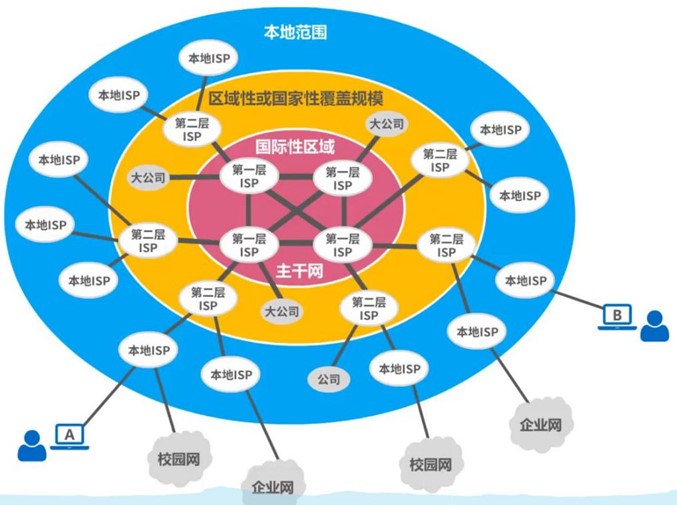 本地范围
本地ISP
本地ISP
区域性或国家性覆盖规模
第二层
ISP
大公司
本地ISP
国际性区域
本地ISP
第二层
ISP
大公司
第一层
ISP
第一层
ISP
本地ISP
本地ISP
第二层
ISP
第一层
ISP
第一层
ISP
第二层
ISP
主干网
本地ISP
本地ISP
第二层
ISP
大公司
第二层
ISP
B
本地ISP
本地ISP
本地ISP
公司
本地ISP
A
校园网
企业网
校园网
企业网